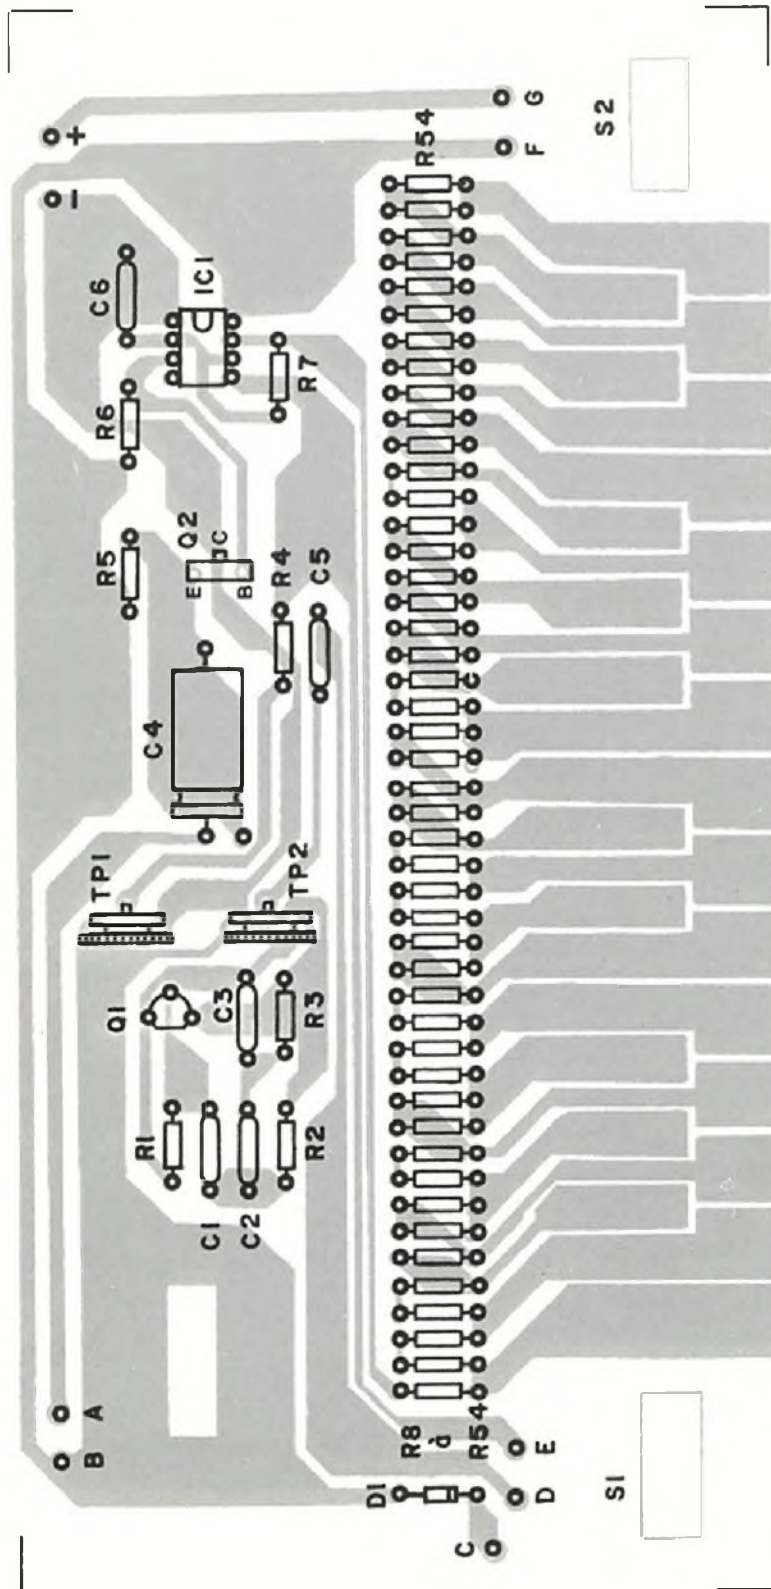 +
-
G
F
S2
R54
C6
IC1
R6
R7
R5
Q2
E
C
B
R4
C5
C4
TP1
TP2
Q1
C3
R3
R1
C1
C2
R2
A
B
R8
à
R54
E
D1
D
C
S1